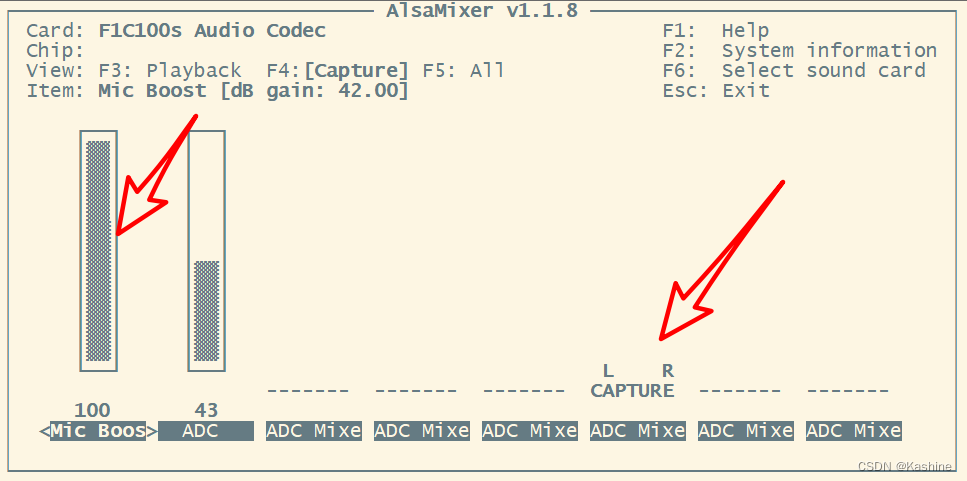 AlsaMixer v1.1.8
Card: F1C100s Audio Codec F1: Help
Chip: F2: System information
View: F3: Playback F4:[Capture] F5: All F6: Select sound card
Item: Mic Boost [dB gain: 42.00] Esc: Exit
L R
------- ------- ------- CAPTURE ------- -------
100 43
<Mic Boos> ADC ADC Mixe ADC Mixe ADC Mixe ADC Mixe ADC Mixe ADC Mixe
CSDN @Kashine